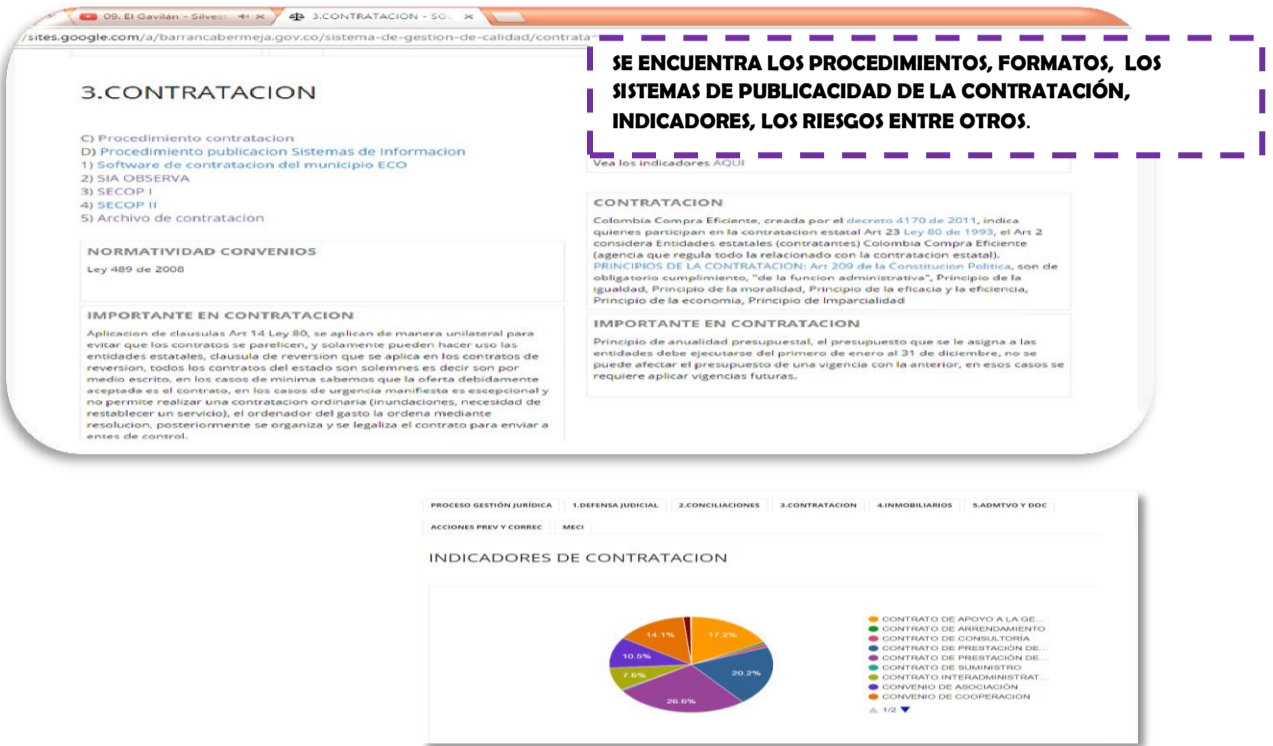 09. El Gavilán - Silves
3.CONTRATACION - SG
/sites.google.com/a/barrancabermeja.gov.co/sistema-de-gestion-de-calidad/contrata
SE ENCUENTRA LOS PROCEDIMIENTOS, FORMATOS, LOS
SISTEMAS DE PUBLICACIDAD DE LA CONTRATACIÓN,
INDICADORES, LOS RIESGOS ENTRE OTROS.
3.CONTRATACION
C) Procedimiento contratacion
D) Procedimiento publicacion Sistemas de Informacion
1) Software de contratacion del municipio ECO
2) SIA OBSERVA
3) SECOP I
4) SECOP II
5) Archivo de contratacion
NORMATIVIDAD CONVENIOS
Ley 489 de 2008
IMPORTANTE EN CONTRATACION
Aplicacion de clausulas Art 14 Ley 80, se aplican de manera unilateral para
evitar que los contratos se parelicen, y solamente pueden hacer uso las
entidades estatales, clausula de reversion que se aplica en los contratos de
reversion, todos los contratos del estado son solemnes es decir son por
medio escrito, en los casos de minima sabemos que la oferta debidamente
aceptada es el contrato, en los casos de urgencia manifiesta es escepcional y
no permite realizar una contratacion ordinaria (inundaciones, necesidad de
restablecer un servicio), el ordenador del gasto la ordena mediante
resolucion, posteriormente se organiza y se legaliza el contrato para enviar a
entes de control.
Vea los indicadores AQUI
CONTRATACION
Colombia Compra Eficiente, creada por el decreto 4170 de 2011, indica
quienes participan en la contratacion estatal Art 23 Ley 80 de 1993, el Art 2
considera Entidades estatales (contratantes) Colombia Compra Eficiente
(agencia que regula todo la relacionado con la contratacion estatal).
PRINCIPIOS DE LA CONTRATACION: Art 209 de la Constitucion Politica, son de
obligatorio cumplimiento, "de la funcion administrativa", Principio de la
igualdad, Principio de la moralidad, Principio de la eficacia y la eficiencia,
Principio de la economia, Principio de Imparcialidad
IMPORTANTE EN CONTRATACION
Principio de anualidad presupuestal, el presupuesto que se le asigna a las
entidades debe ejecutarse del primero de enero al 31 de diciembre, no se
puede afectar el presupuesto de una vigencia con la anterior, en esos casos se
requiere aplicar vigencias futuras.
PROCESO GESTIÓN JURÍDICA 1.DEFENSA JUDICIAL 2.CONCILIACIONES 3.CONTRATACION 4.INMOBILIARIOS 5.ADMTVO Y DOC
ACCIONES PREV Y CORREC MECI
INDICADORES DE CONTRATACION
14.1%
17.2%
10.5%
7.6%
20.2%
26.6%
CONTRATO DE APOYO A LA GE...
CONTRATO DE ARRENDAMIENTO
CONTRATO DE CONSULTORÍA
CONTRATO DE PRESTACIÓN DE...
CONTRATO DE PRESTACIÓN DE...
CONTRATO DE SUMINISTRO
CONTRATO INTERADMINISTRAT...
CONVENIO DE ASOCIACIÓN
CONVENIO DE COOPERACION
1/2